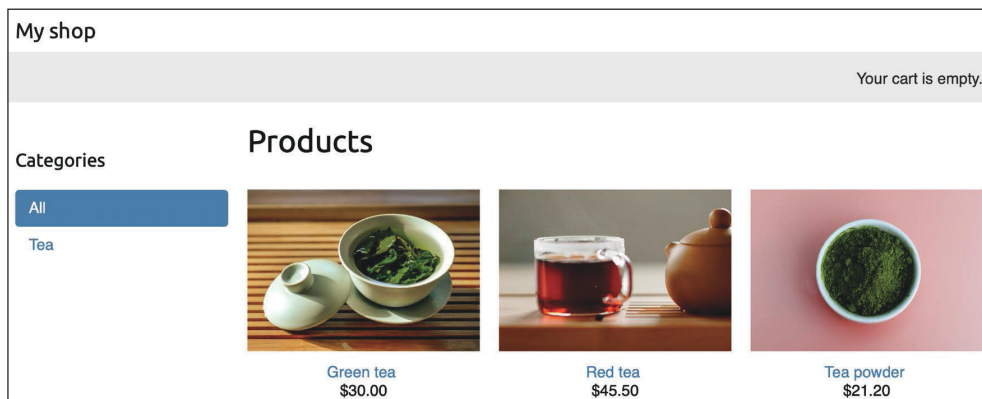 My shop
Your cart is empty.
Categories
All
Tea
Products
Green tea
$30.00
Red tea
$45.50
Tea powder
$21.20